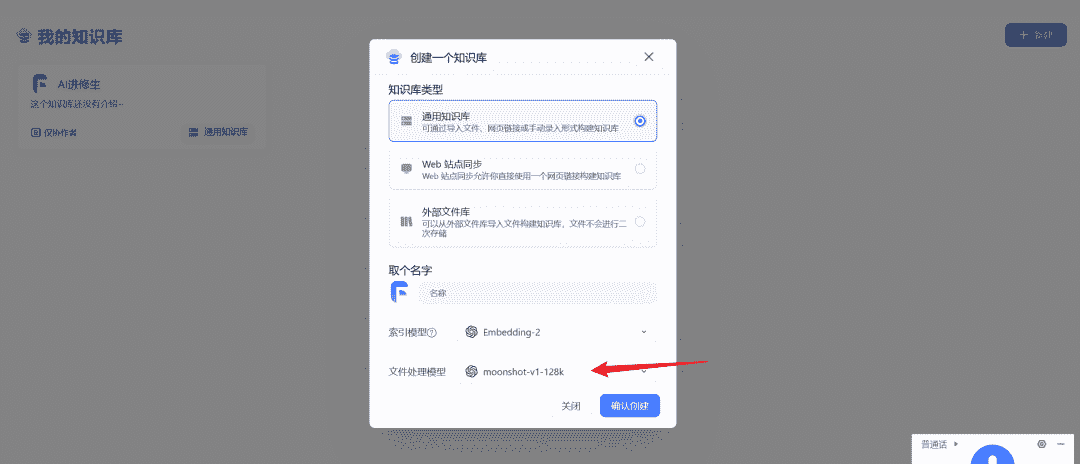 我的知识库
AI进修生
这个知识库还没有介绍~
仅协作者
通用知识库
创建一个知识库
知识库类型
通用知识库
可通过导入文件、网页链接或手动录入形式构建知识库
Web 站点同步
Web 站点同步允许你直接使用一个网页链接构建知识库
外部文件库
可以从外部文件库导入文件构建知识库，文件不会进行二
次存储
取个名字
名称
索引模型
Embedding-2
文件处理模型
moonshot-v1-128k
关闭
确认创建
普通话